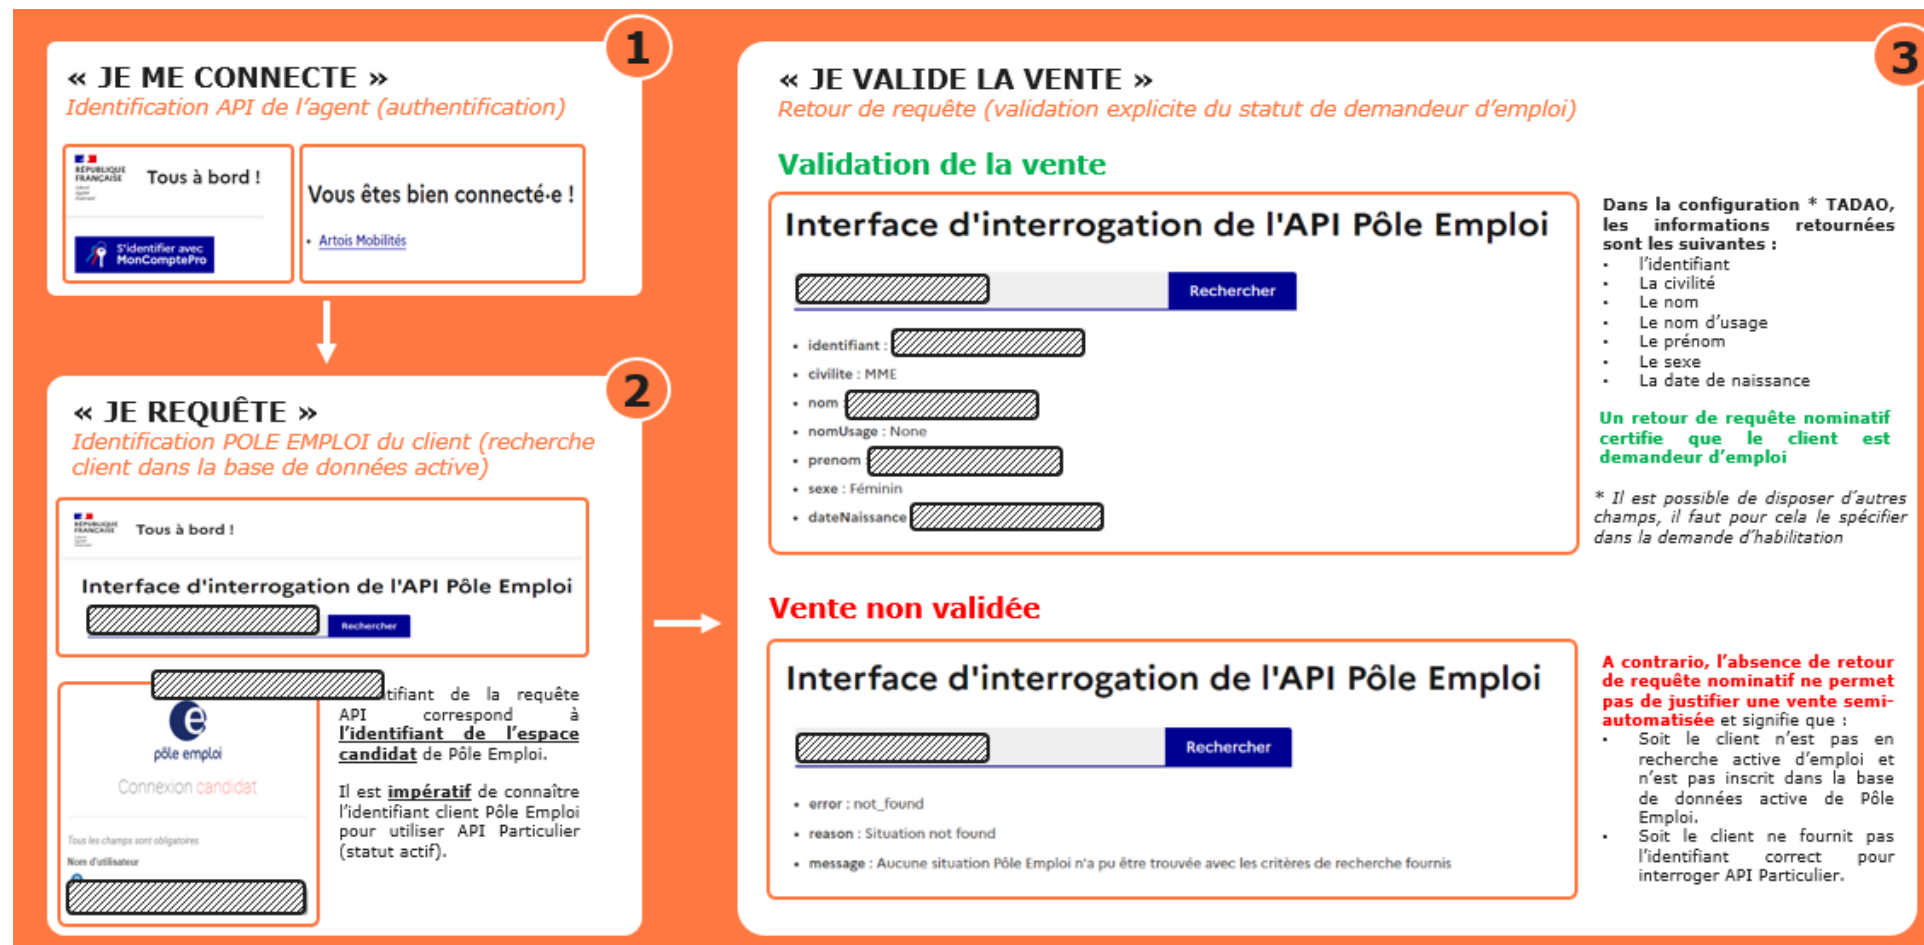 1
« JE ME CONNECTE »
Identification API de l'agent (authentification)
RÉPUBLIQUE
FRANÇAISE
Tous à bord !
S'identifier avec
MonComptePro
Vous êtes bien connecté·e !
• Artois Mobilités
2
« JE REQUÊTE »
Identification POLE EMPLOI du client (recherche
client dans la base de données active)
RÉPUBLIQUE
FRANÇAISE
Tous à bord !
Interface d'interrogation de l'API Pôle Emploi
Rechercher
pôle emploi
Connexion candidat
Tous les champs sont obligatoires
Nom d'utilisateur
tifiant de la requête
API correspond à
l'identifiant de l'espace
candidat de Pôle Emploi.
Il est impératif de connaître
l'identifiant client Pôle Emploi
pour utiliser API Particulier
(statut actif).
3
« JE VALIDE LA VENTE »
Retour de requête (validation explicite du statut de demandeur d'emploi)
Validation de la vente
Interface d'interrogation de l'API Pôle Emploi
Rechercher
• identifiant :
• civilite : MME
• nom :
• nomUsage : None
• prenom :
• sexe : Féminin
• dateNaissance
Dans la configuration * TADAO,
les informations retournées
sont les suivantes :
• l'identifiant
• La civilité
• Le nom
• Le nom d'usage
• Le prénom
• Le sexe
• La date de naissance
Un retour de requête nominatif
certifie que le client est
demandeur d'emploi
* Il est possible de disposer d'autres
champs, il faut pour cela le spécifier
dans la demande d'habilitation
Vente non validée
Interface d'interrogation de l'API Pôle Emploi
Rechercher
• error : not_found
• reason : Situation not found
• message : Aucune situation Pôle Emploi n'a pu être trouvée avec les critères de recherche fournis
A contrario, l'absence de retour
de requête nominatif ne permet
pas de justifier une vente semi-
automatisée et signifie que :
• Soit le client n'est pas en
recherche active d'emploi et
n'est pas inscrit dans la base
de données active de Pôle
Emploi.
• Soit le client ne fournit pas
l'identifiant correct pour
interroger API Particulier.